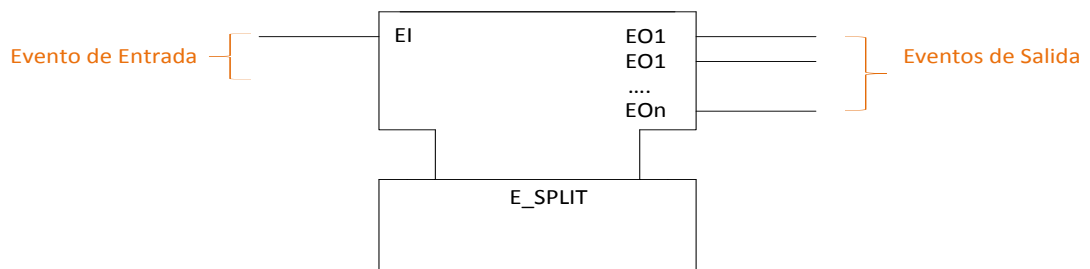 Evento de Entrada
EI
EO1
EO1
....
EOn
Eventos de Salida
E_SPLIT